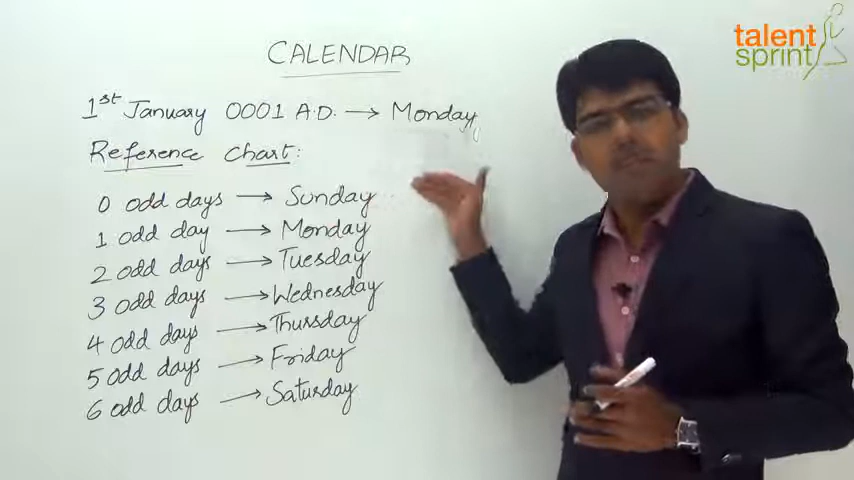 CALENDAR
1st January 0001 A.D. → Monday
Reference Chart:
0 odd days → Sunday
1 odd day → Monday
2 odd days → Tuesday
3 odd days → Wednesday
4 odd days → Thursday
5 odd days → Friday
6 odd days → Saturday
talent
sprint